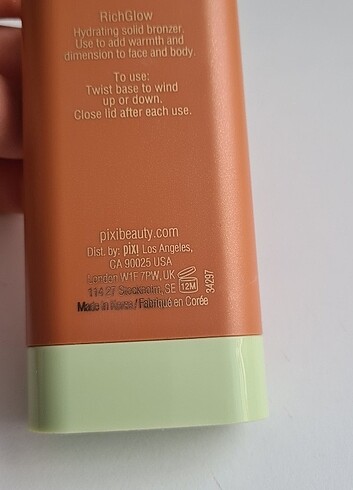 RichGlow
Hydrating solid bronzer.
Use to add warmth and
dimension to face and body.
To use:
Twist base to wind
up or down.
Close lid after each use.
pixibeauty.com
Dist. by: pixi Los Angeles,
CA 90025 USA
London W1F 7PW, UK
114 27 Stockholm, SE 12M
Made in Korea / Fabriqué en Corée
34297